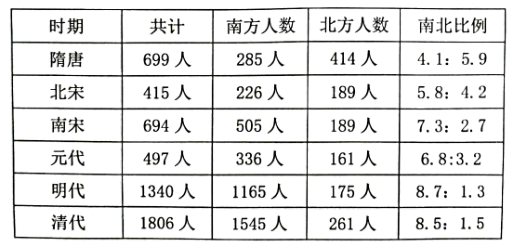 时期 共计 南方人数 北方人数 南北比例
隋唐 699 人 285 人 414 人 4.1：5.9
北宋 415 人 226 人 189 人 5.8：4.2
南宋 694 人 505 人 189 人 7.3：2.7
元代 497 人 336 人 161 人 6.8:3.2
明代 1340 人 1165 人 175 人 8.7：1.3
清代 1806 人 1545 人 261 人 8.5：1.5